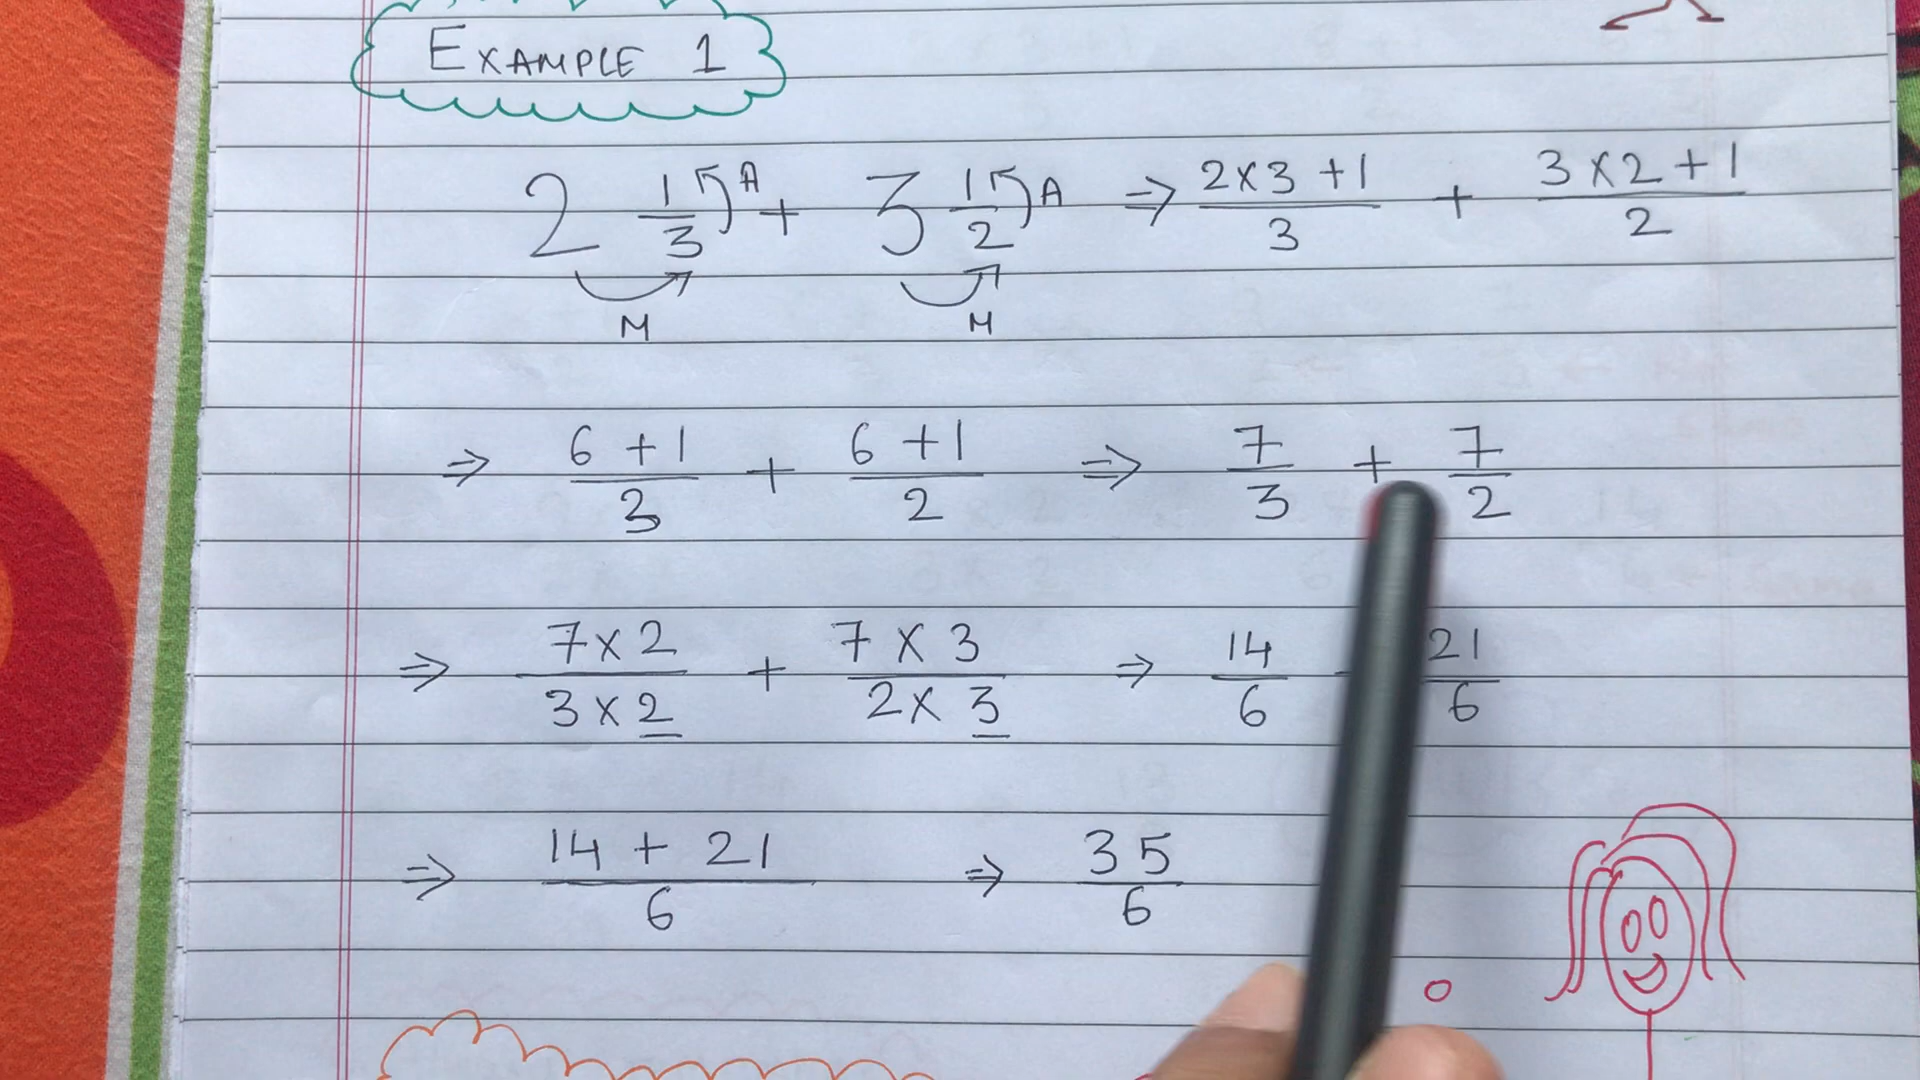 EXAMPLE 1
2 1/3 A + 3 1/2 A ⇒ 2×3+1/3 + 3×2+1/2
M M
⇒ 6+1/3 + 6+1/2 ⇒ 7/3 + 7/2
⇒ 7×2/3×2 + 7×3/2×3 ⇒ 14/6 21/6
⇒ 14+21/6 ⇒ 35/6